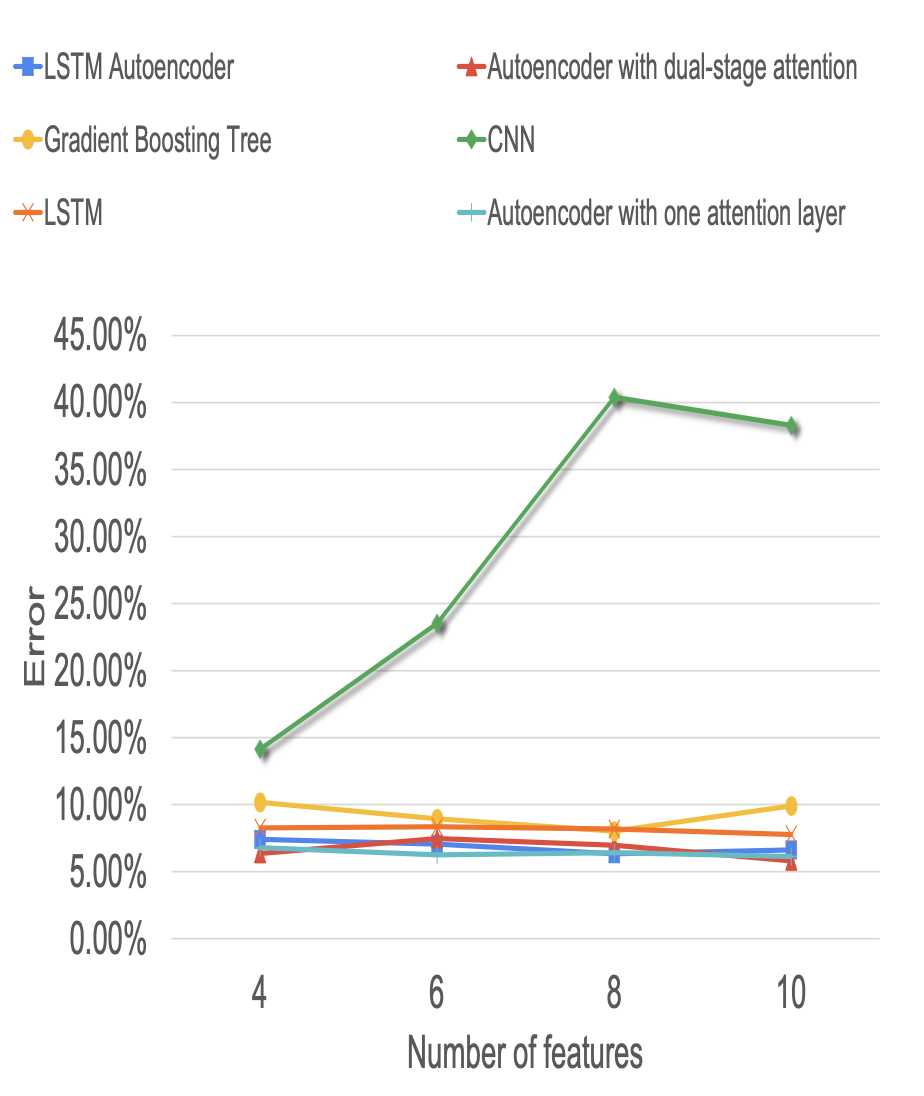 LSTM Autoencoder
Autoencoder with dual-stage attention
Gradient Boosting Tree
CNN
LSTM
Autoencoder with one attention layer
45.00%
40.00%
35.00%
30.00%
25.00%
20.00%
15.00%
10.00%
5.00%
0.00%
Error
4 6 8 10
Number of features